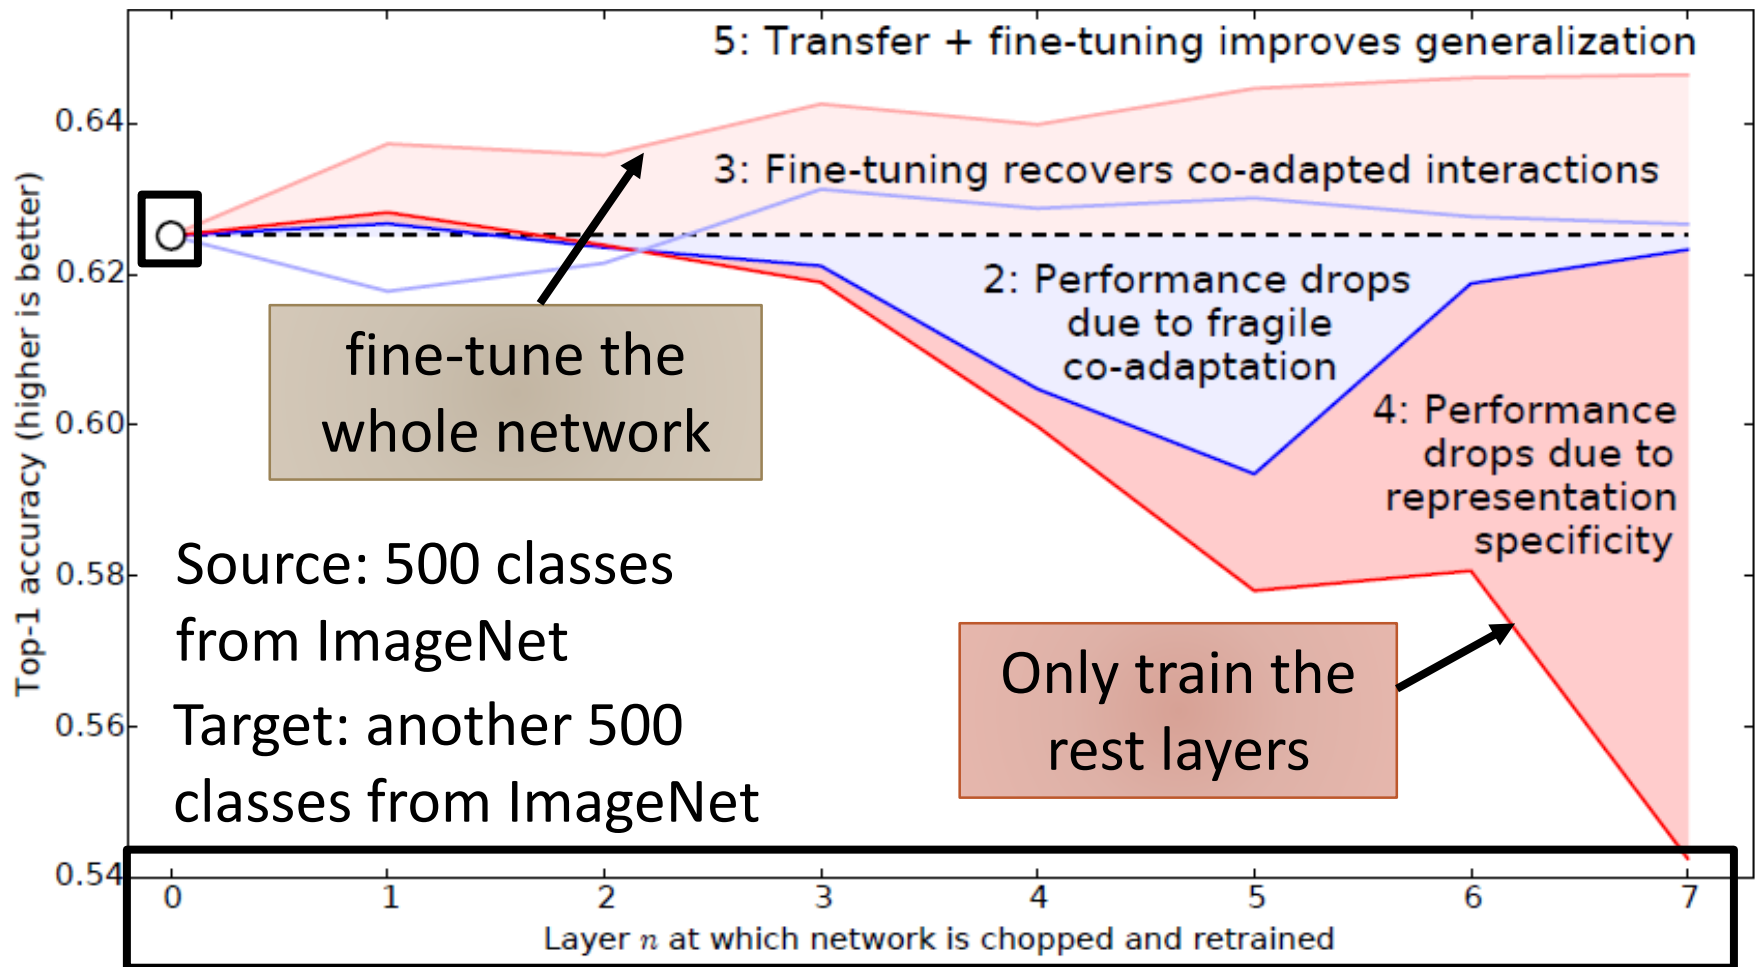 5: Transfer + fine-tuning improves generalization
0.64
3: Fine-tuning recovers co-adapted interactions
0.62
2: Performance drops
due to fragile
co-adaptation
fine-tune the
whole network
0.60
4: Performance
drops due to
representation
specificity
Source: 500 classes
from ImageNet
0.58
Only train the
rest layers
Target: another 500
classes from ImageNet
0.56
0.54
Top-1 accuracy (higher is better)
0 1 2 3 4 5 6 7
Layer n at which network is chopped and retrained